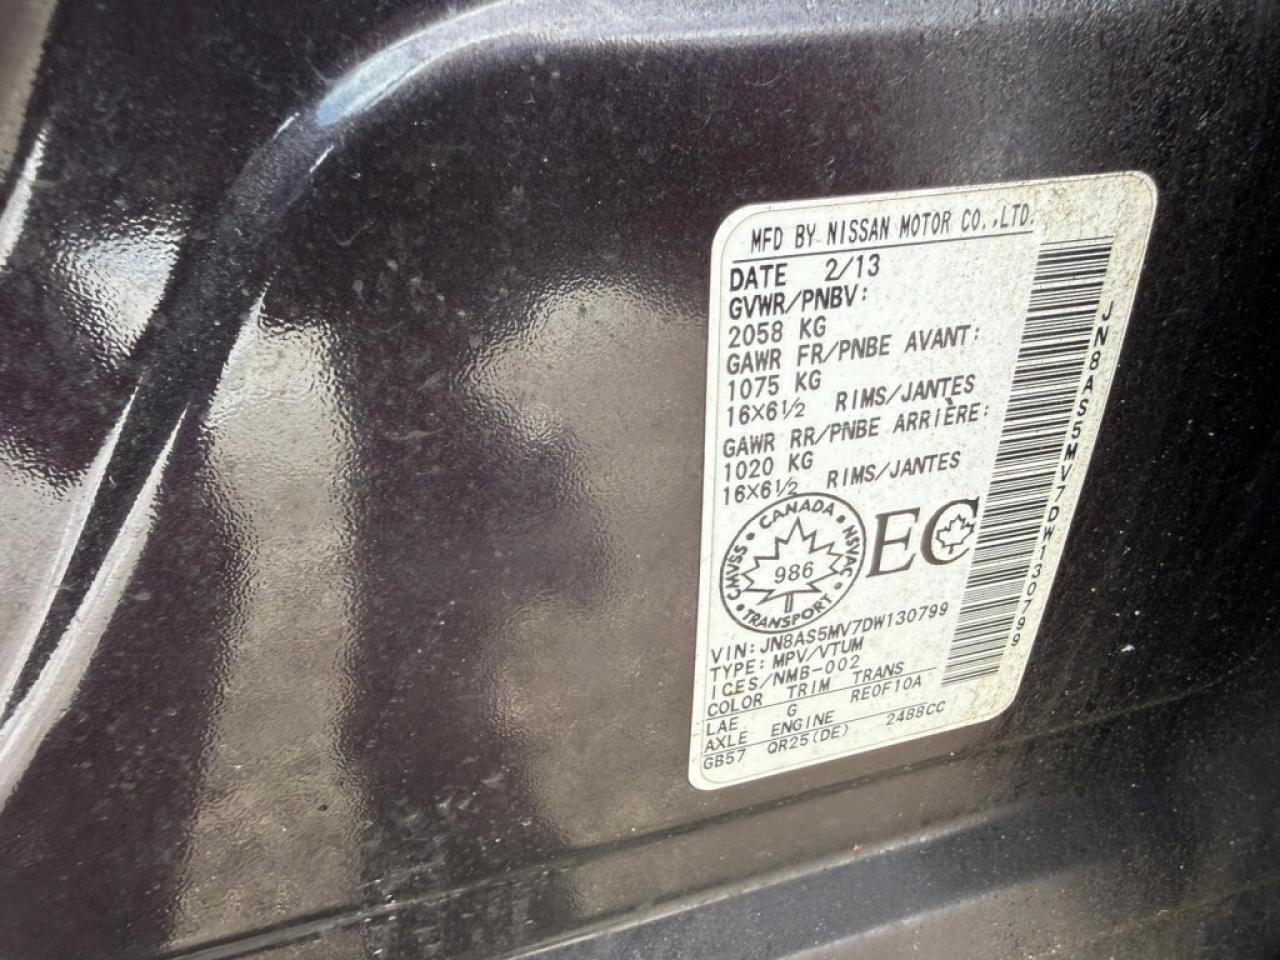 MFD BY NISSAN MOTOR CO.,LTD.
DATE 2/13
GVWR/PNBV:
2058 KG
GAWR FR/PNBE AVANT:
1075 KG
16X6½ RIMS/JANTES
GAWR RR/PNBE ARRIÈRE:
1020 KG
16X6½ RIMS/JANTES
CANADA
CMVSS NSVAC
986
TRANSPORT
EC
VIN:JN8AS5MV7DW130799
TYPE:MPV/VTUM
ICES/NMB-002
COLOR TRIM TRANS
LAE G RE0F10A
AXLE ENGINE
GB57 QR25(DE) 2488CC
JN8AS5MV7DW130799